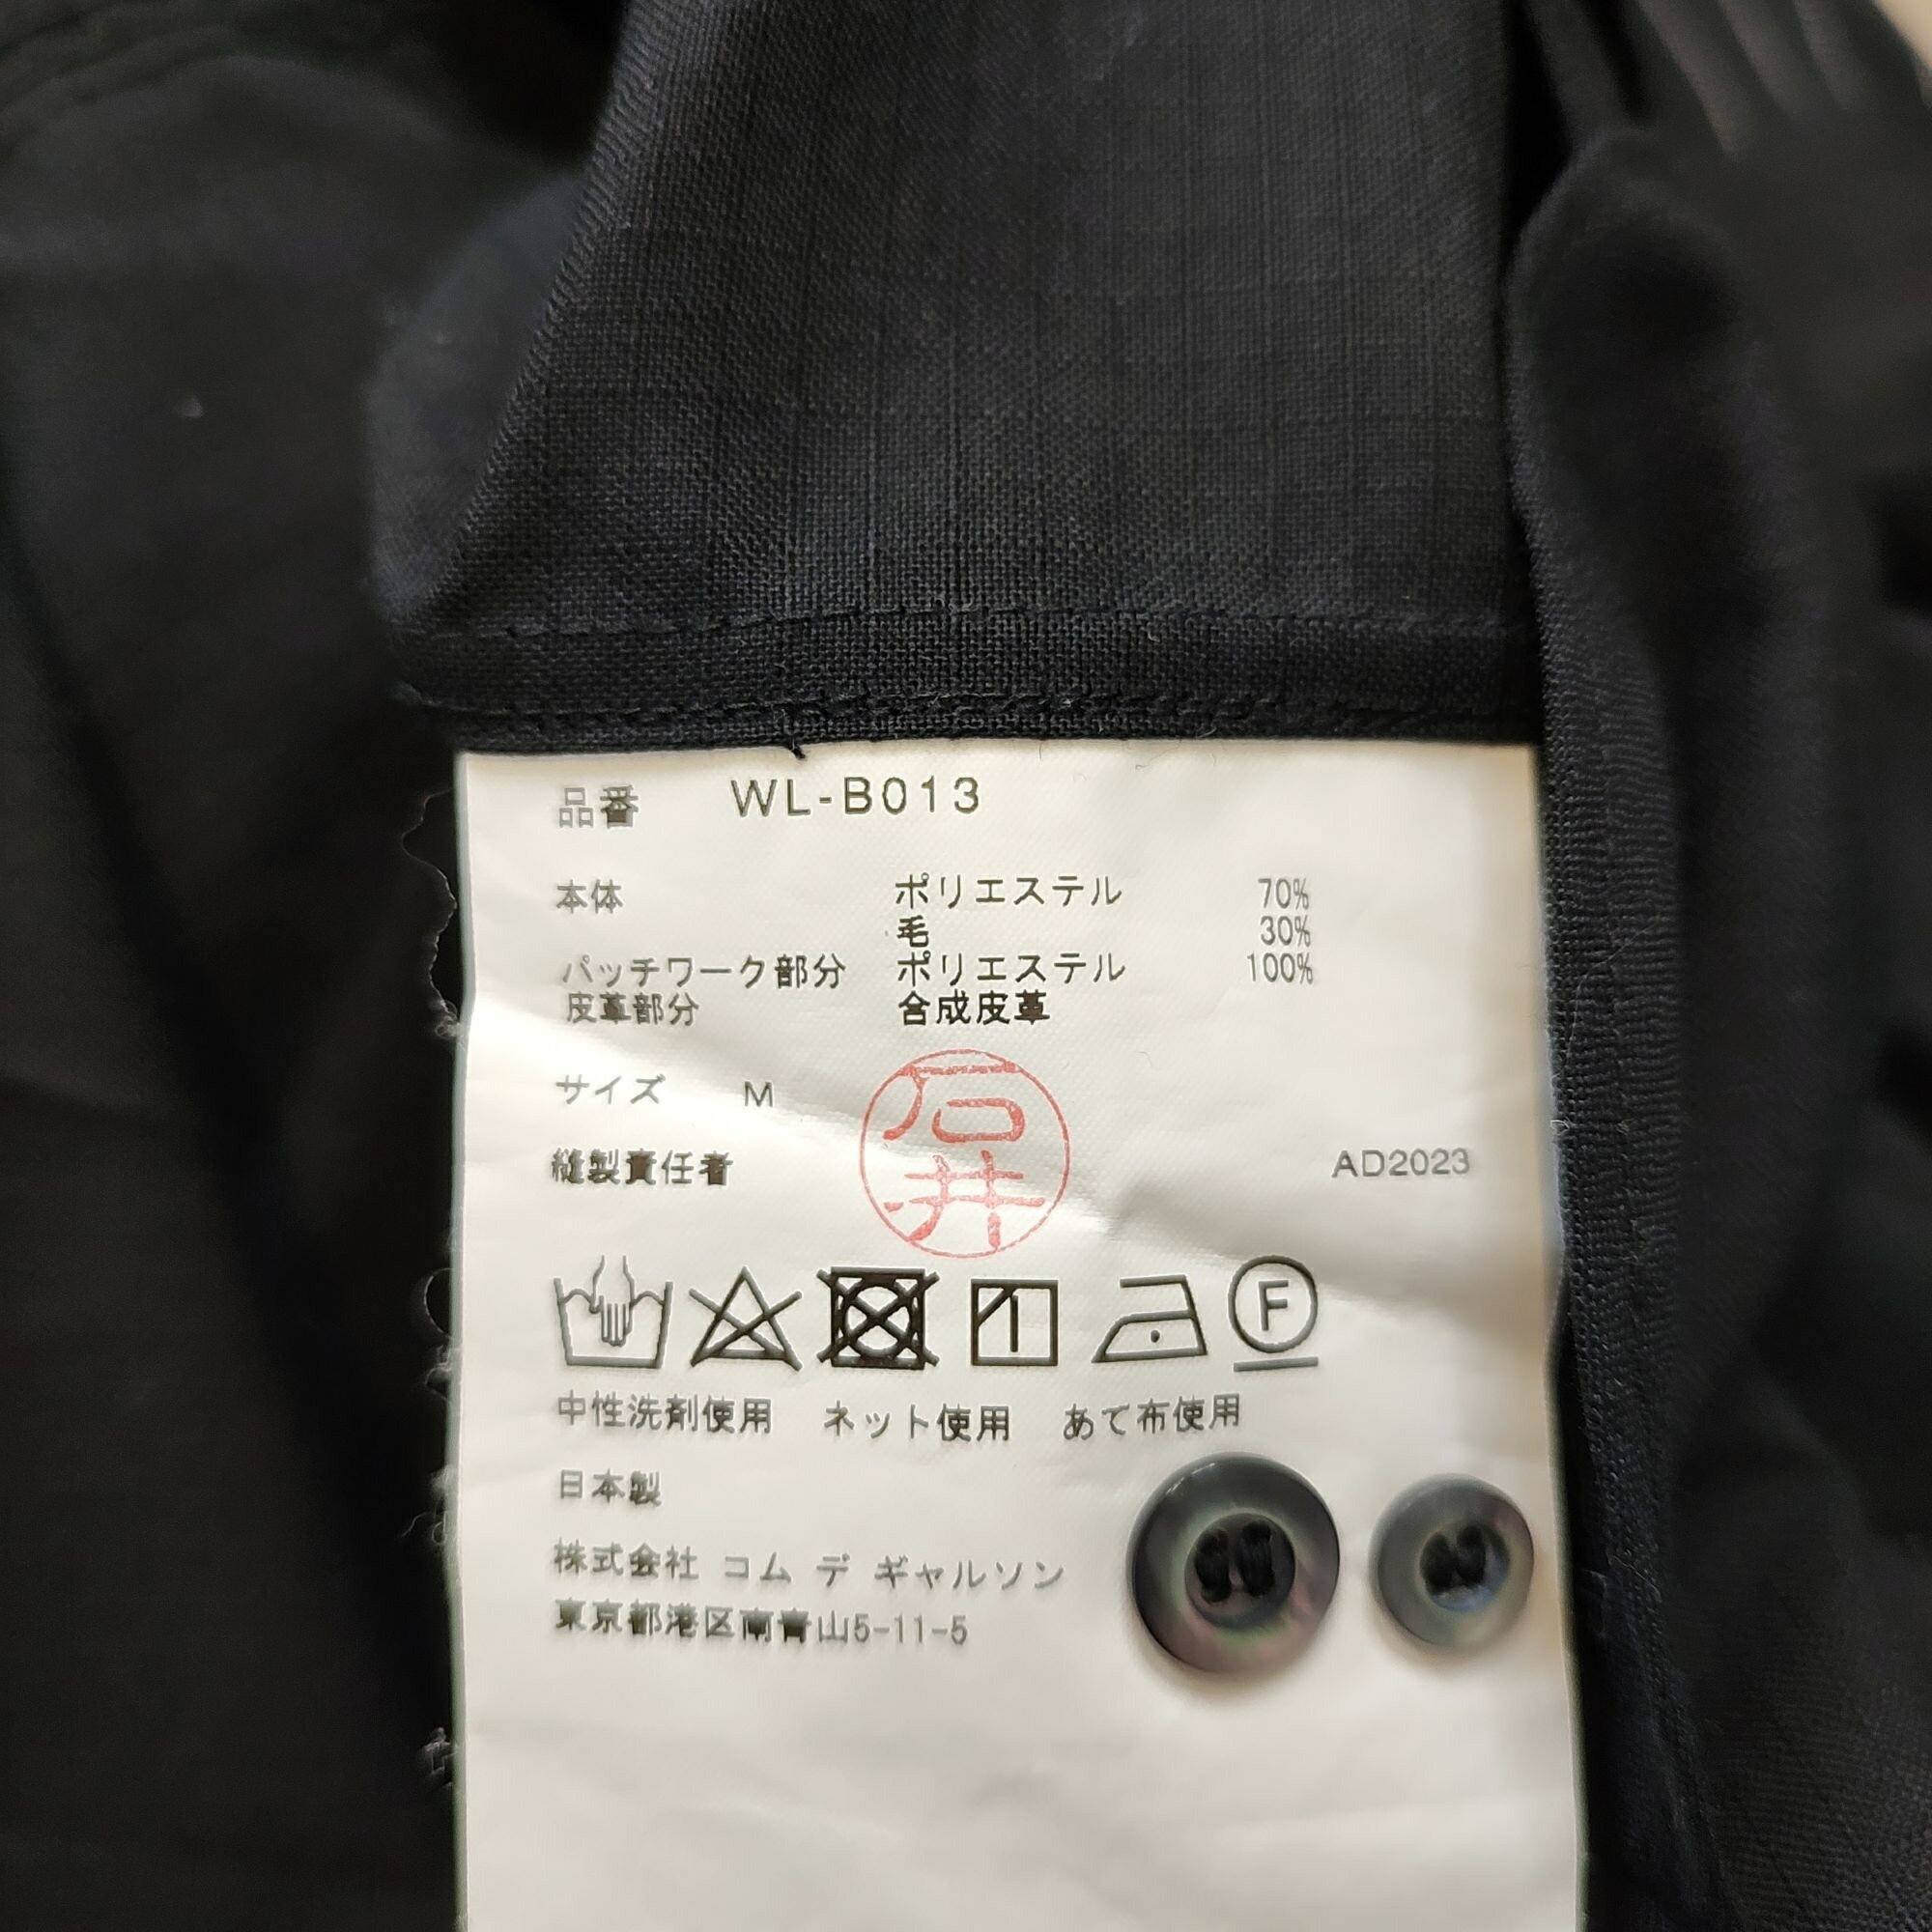 品番 WL-B013
本体 ポリエステル 70%
毛 30%
パッチワーク部分 ポリエステル 100%
皮革部分 合成皮革
サイズ M
石井
縫製責任者 AD2023
F
中性洗剤使用 ネット使用 あて布使用
日本製
株式会社 コム デ ギャルソン
東京都港区南青山5-11-5